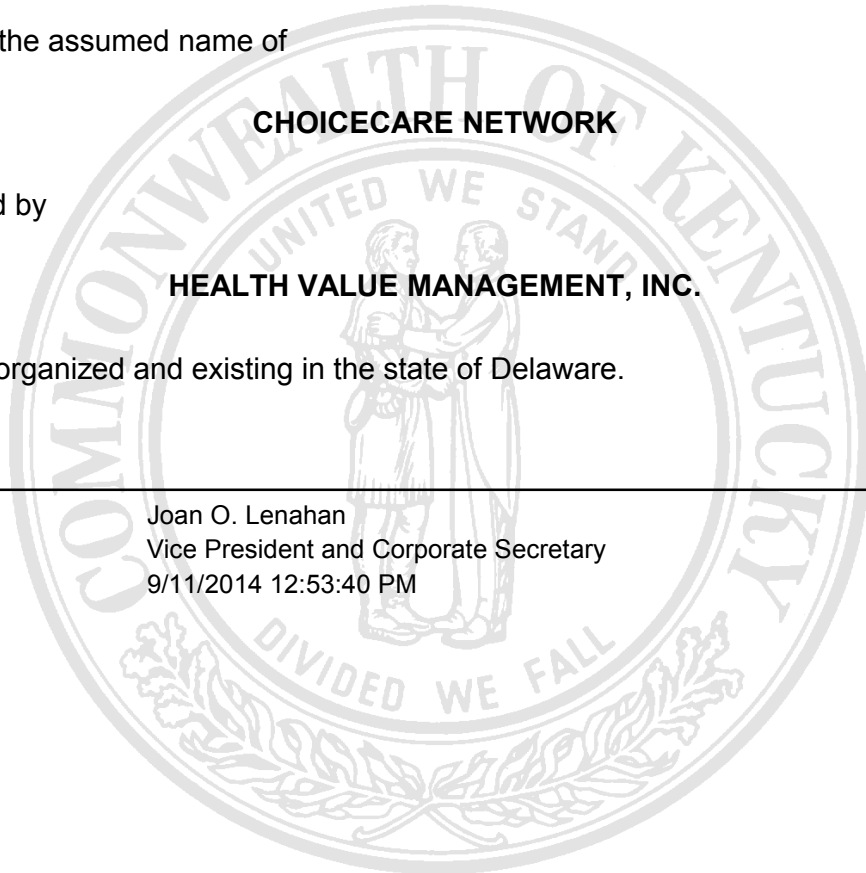 the assumed name of
CHOICECARE NETWORK
d by
HEALTH VALUE MANAGEMENT, INC.
organized and existing in the state of Delaware.
Joan O. Lenahan
Vice President and Corporate Secretary
9/11/2014 12:53:40 PM
COMMONWEALTH OF KENTUCKY
UNITED WE STAND
DIVIDED WE FALL